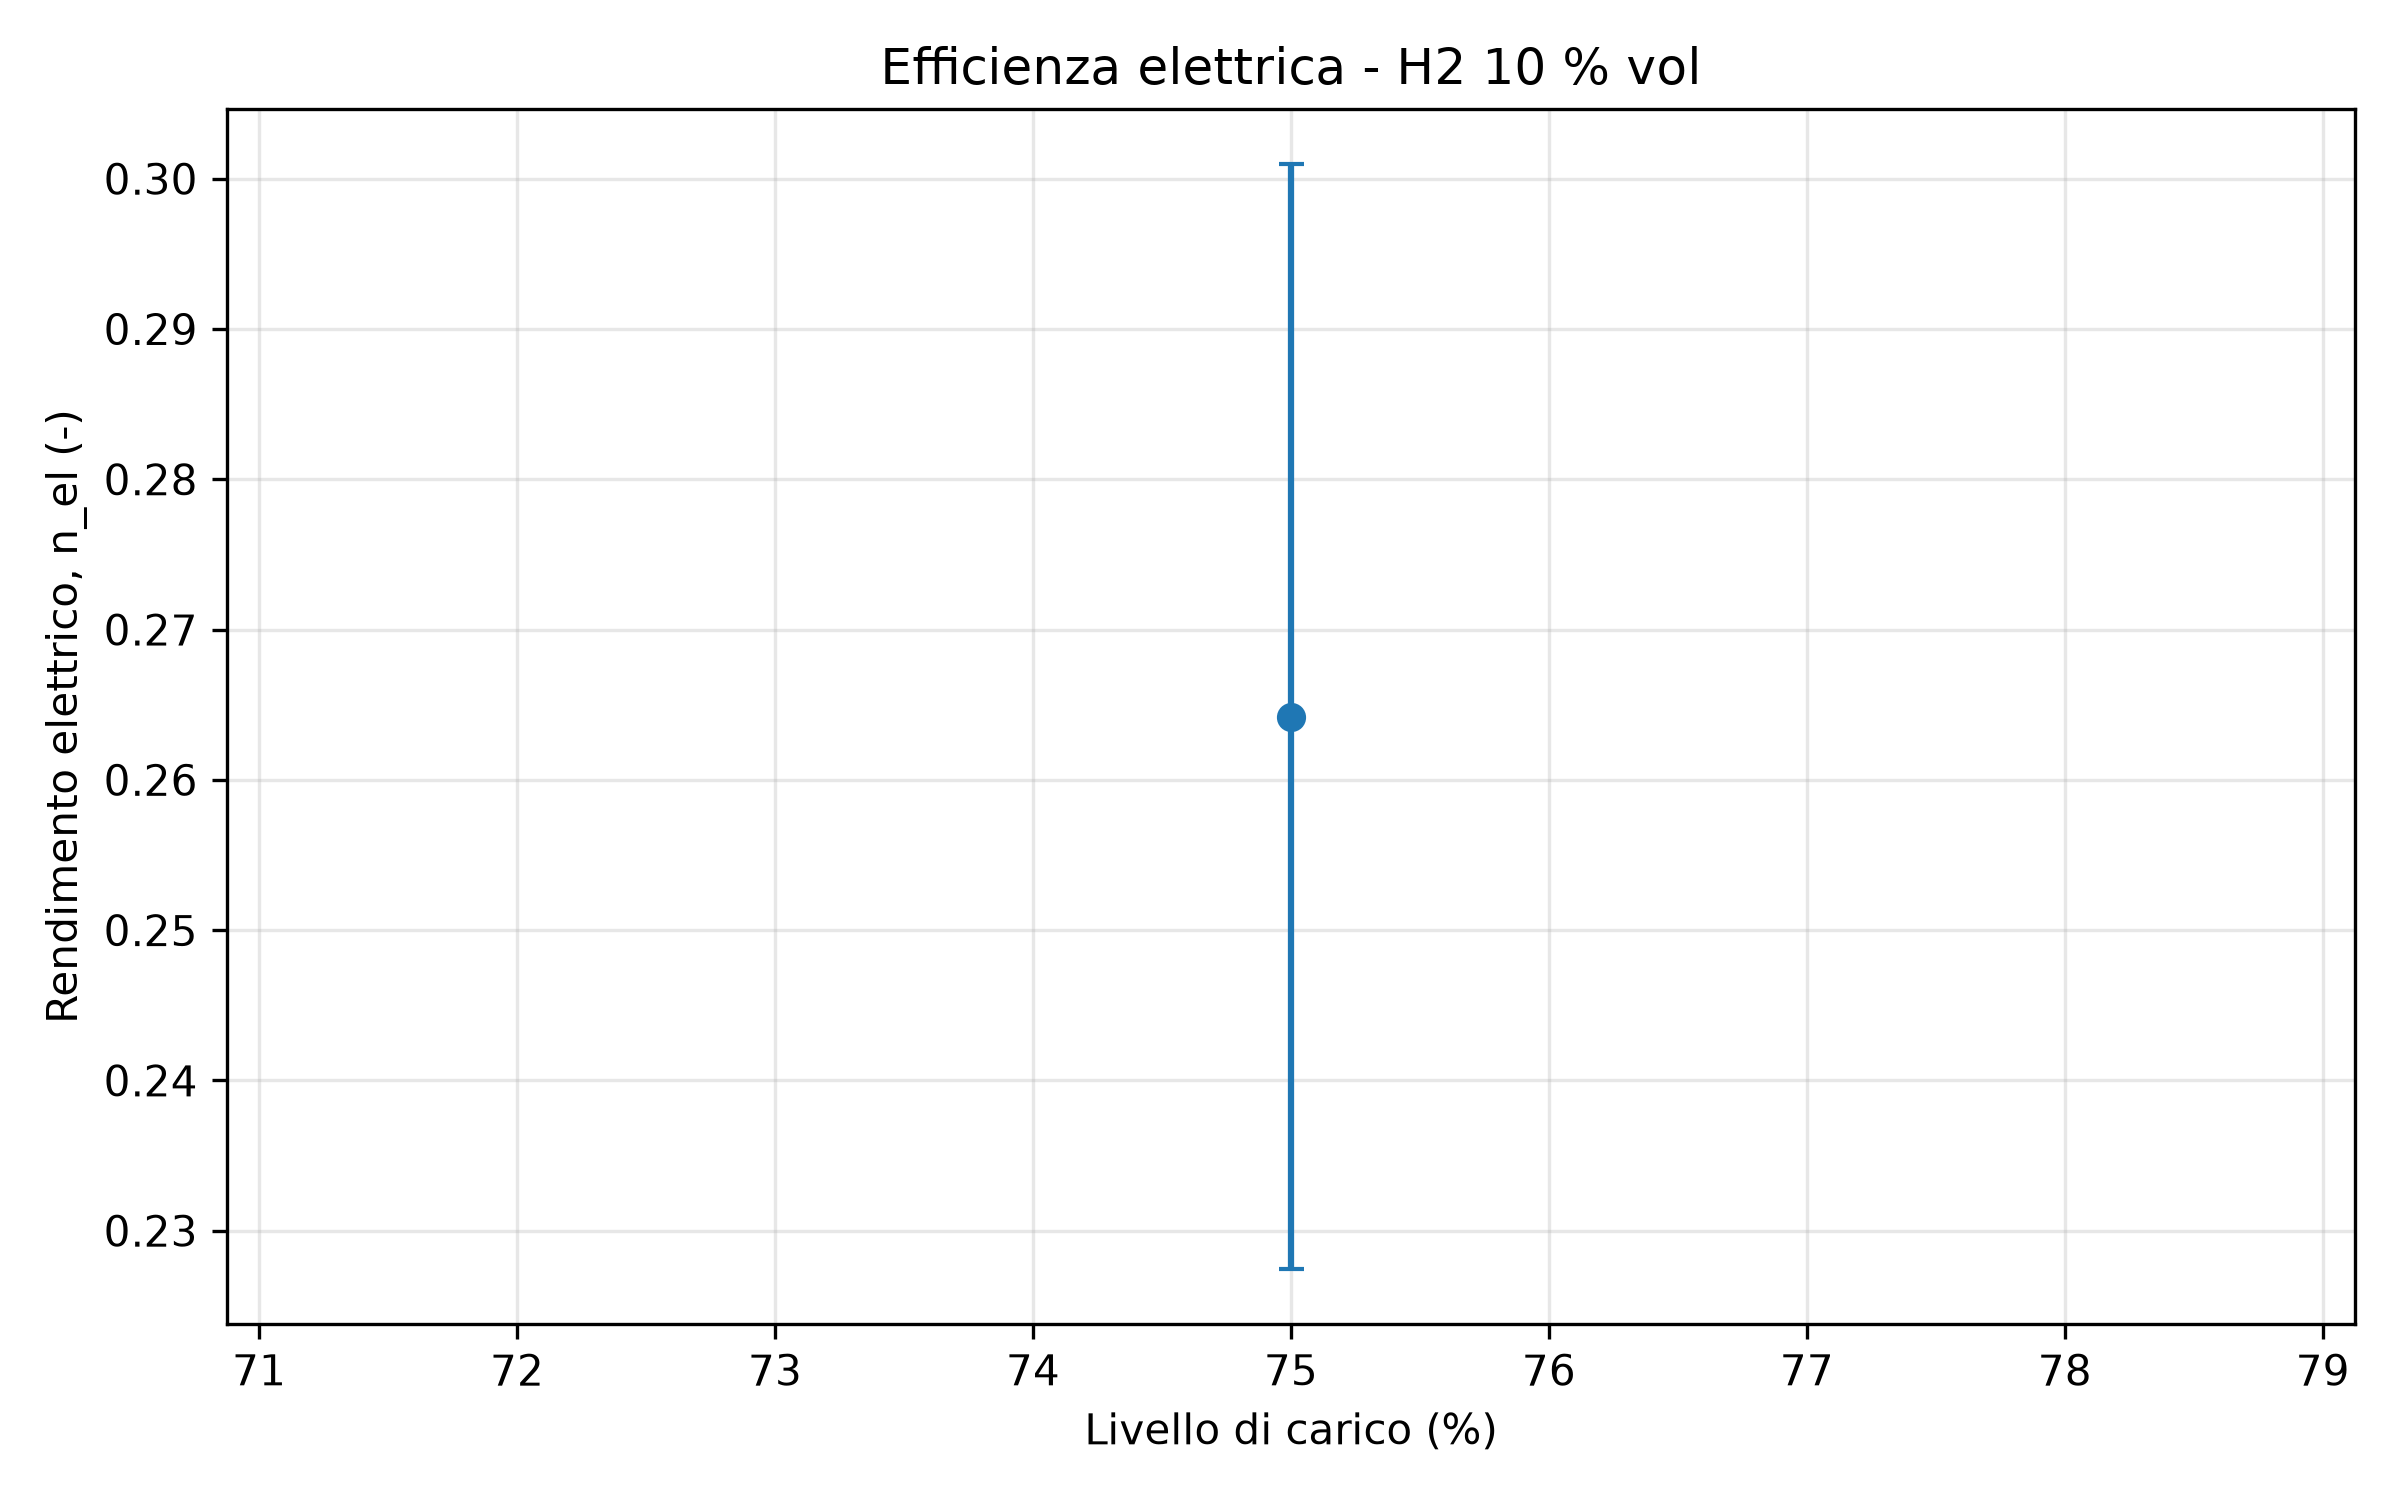 Efficienza elettrica - H2 10 % vol
Rendimento elettrico, n_el (-)
0.30
0.29
0.28
0.27
0.26
0.25
0.24
0.23
71 72 73 74 75 76 77 78 79
Livello di carico (%)